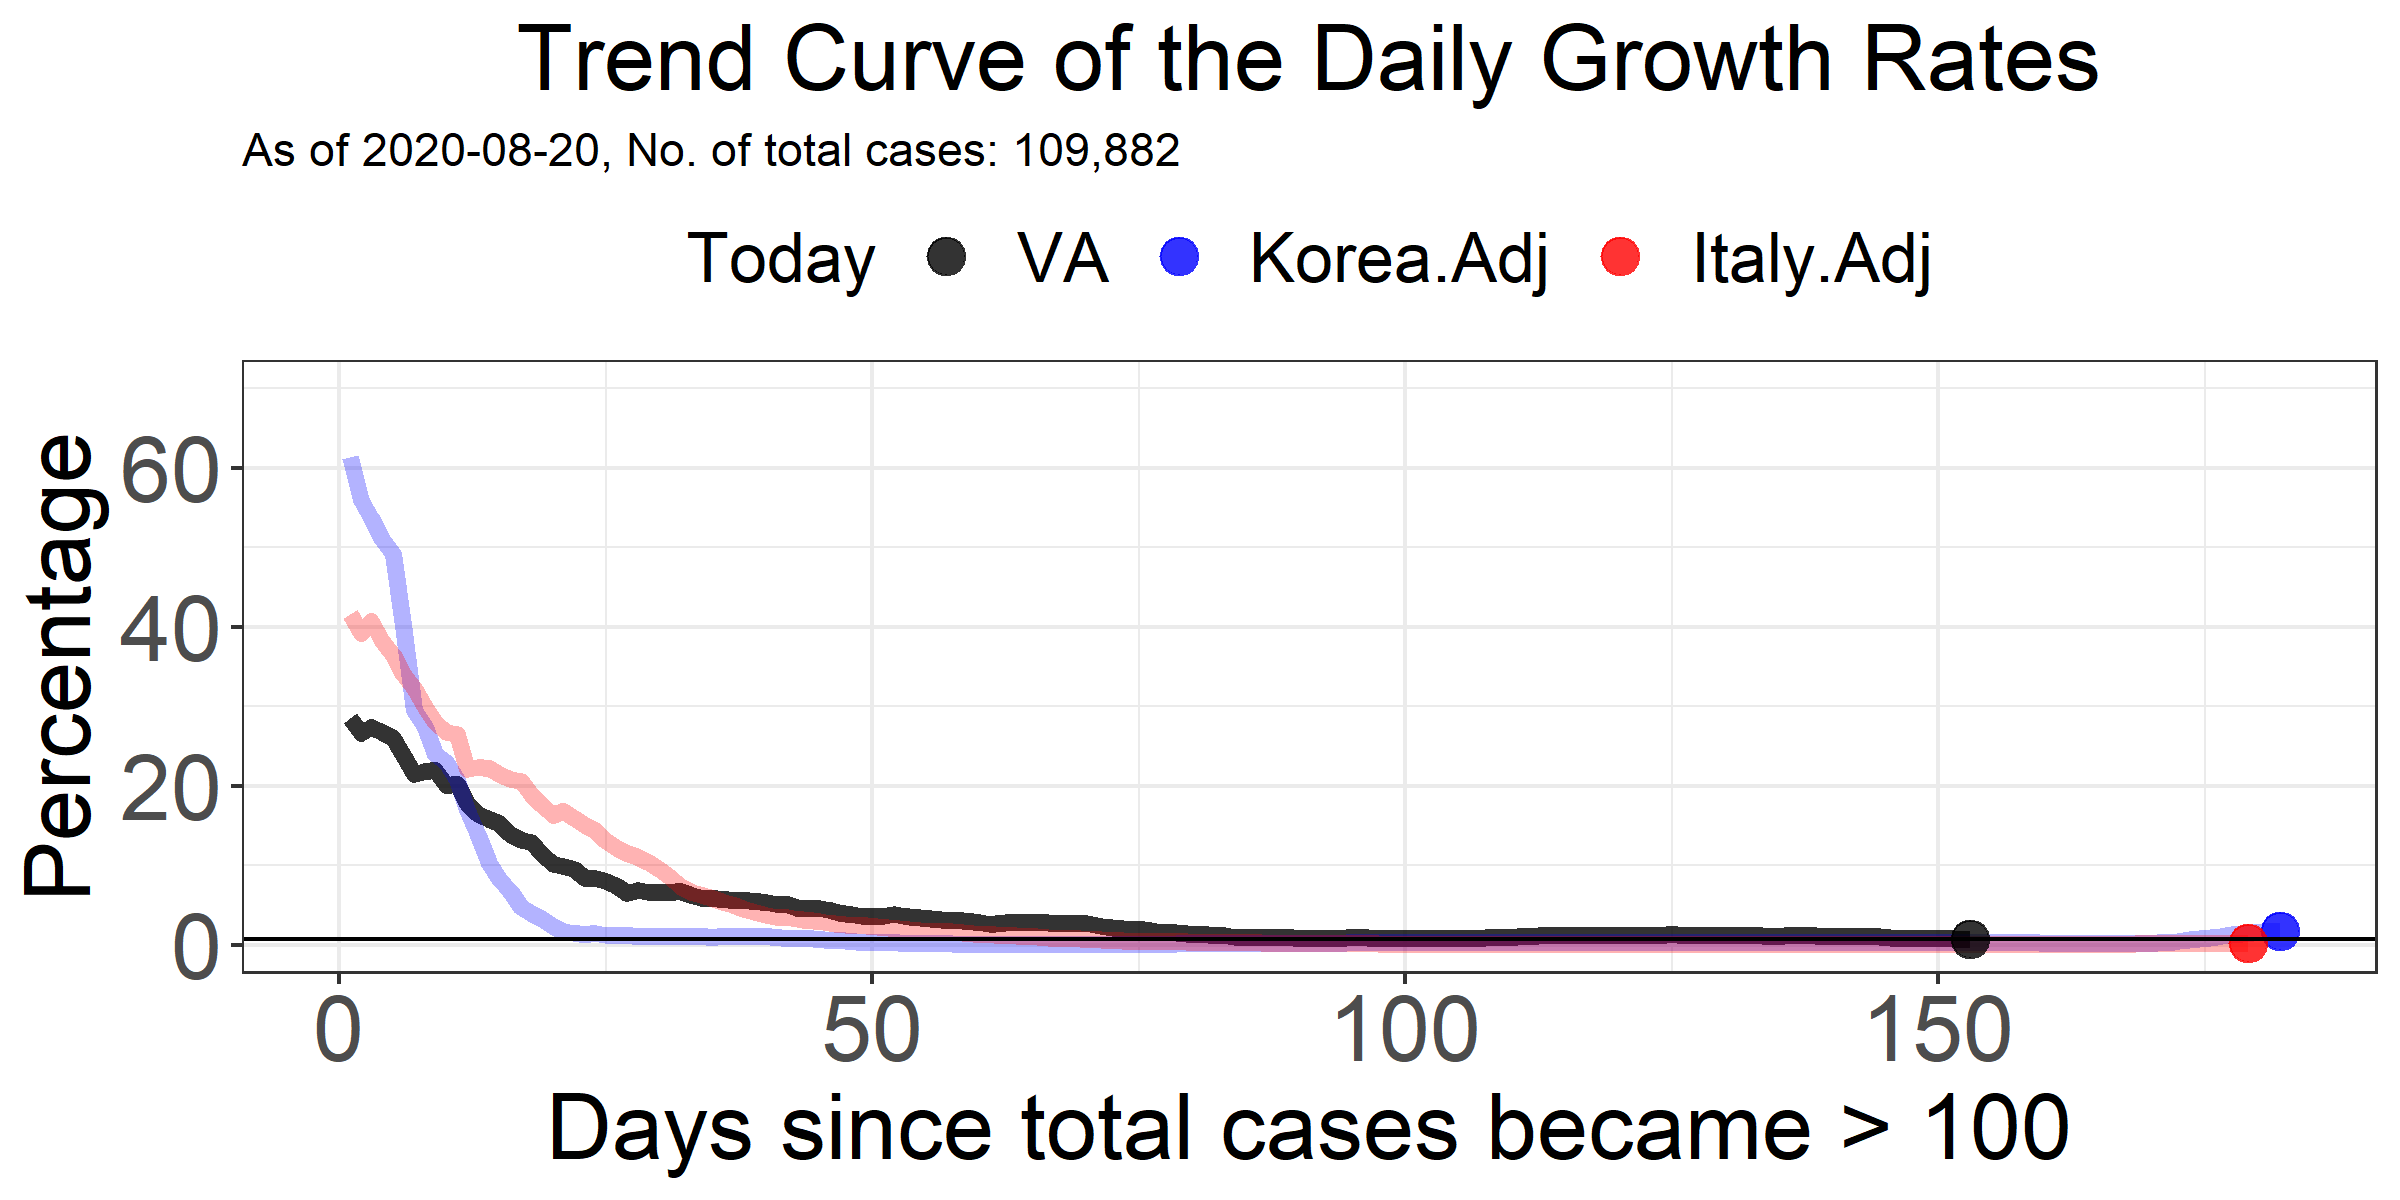 Trend Curve of the Daily Growth Rates
As of 2020-08-20, No. of total cases: 109,882
Today VA Korea.Adj Italy.Adj
Percentage
60
40
20
0
0 50 100 150
Days since total cases became > 100